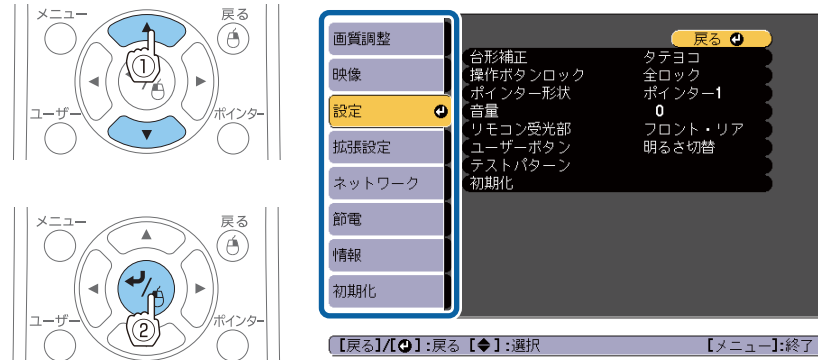 メニュー
戻る
①
ユーザー
ポインター
メニュー
戻る
②
ユーザー
ポインター
画質調整
映像
設定
拡張設定
ネットワーク
節電
情報
初期化
戻る
台形補正 タテヨコ
操作ボタンロック 全ロック
ポインター形状 ポインター1
音量 0
リモコン受光部 フロント・リア
ユーザーボタン 明るさ切替
テストパターン
初期化
【戻る】/【】:戻る 【】:選択 【メニュー】:終了